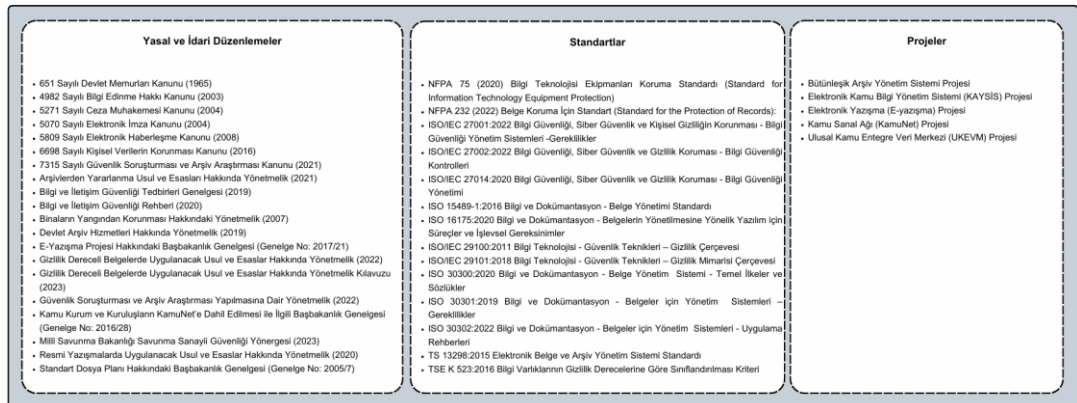 Yasal ve İdari Düzenlemeler
• 651 Sayılı Devlet Memurları Kanunu (1965)
• 4982 Sayılı Bilgi Edinme Hakkı Kanunu (2003)
• 5271 Sayılı Ceza Muhakemesi Kanunu (2004)
• 5070 Sayılı Elektronik İmza Kanunu (2004)
• 5809 Sayılı Elektronik Haberleşme Kanunu (2008)
• 6698 Sayılı Kişisel Verilerin Korunması Kanunu (2016)
• 7315 Sayılı Güvenlik Soruşturması ve Arşiv Araştırması Kanunu (2021)
• Arşivlerden Yararlanma Usul ve Esasları Hakkında Yönetmelik (2021)
• Bilgi ve İletişim Güvenliği Tedbirleri Genelgesi (2019)
• Bilgi ve İletişim Güvenliği Rehberi (2020)
• Binaların Yangından Korunması Hakkındaki Yönetmelik (2007)
• Devlet Arşiv Hizmetleri Hakkında Yönetmelik (2019)
• E-Yazışma Projesi Hakkındaki Başbakanlık Genelgesi (Genelge No: 2017/21)
• Gizlilik Dereceli Belgelerde Uygulanacak Usul ve Esaslar Hakkında Yönetmelik (2022)
• Gizlilik Dereceli Belgelerde Uygulanacak Usul ve Esaslar Hakkında Yönetmelik Kılavuzu
(2023)
• Güvenlik Soruşturması ve Arşiv Araştırması Yapılmasına Dair Yönetmelik (2022)
• Kamu Kurum ve Kuruluşların KamuNet'e Dahil Edilmesi ile İlgili Başbakanlık Genelgesi
(Genelge No: 2016/28)
• Milli Savunma Bakanlığı Savunma Sanayii Güvenliği Yönergesi (2023)
• Resmi Yazışmalarda Uygulanacak Usul ve Esaslar Hakkında Yönetmelik (2020)
• Standart Dosya Planı Hakkındaki Başbakanlık Genelgesi (Genelge No: 2005/7)
Standartlar
• NFPA 75 (2020) Bilgi Teknolojisi Ekipmanları Koruma Standardı (Standard for
Information Technology Equipment Protection)
• NFPA 232 (2022) Belge Koruma İçin Standart (Standard for the Protection of Records):
• ISO/IEC 27001:2022 Bilgi Güvenliği, Siber Güvenlik ve Kişisel Gizliliğin Korunması - Bilgi
Güvenliği Yönetim Sistemleri -Gereklilikler
• ISO/IEC 27002:2022 Bilgi Güvenliği, Siber Güvenlik ve Gizlilik Koruması - Bilgi Güvenliği
Kontrolleri
• ISO/IEC 27014:2020 Bilgi Güvenliği, Siber Güvenlik ve Gizlilik Koruması - Bilgi Güvenliği
Yönetimi
• ISO 15489-1:2016 Bilgi ve Dokümantasyon - Belge Yönetimi Standardı
• ISO 16175:2020 Bilgi ve Dokümantasyon - Belgelerin Yönetilmesine Yönelik Yazılım için
Süreçler ve İşlevsel Gereksinimler
• ISO/IEC 29100:2011 Bilgi Teknolojisi - Güvenlik Teknikleri – Gizlilik Çerçevesi
• ISO/IEC 29101:2018 Bilgi Teknolojisi - Güvenlik Teknikleri – Gizlilik Mimarisi Çerçevesi
• ISO 30300:2020 Bilgi ve Dokümantasyon - Belge Yönetim Sistemi - Temel İlkeler ve
Sözlükler
• ISO 30301:2019 Bilgi ve Dokümantasyon - Belgeler için Yönetim Sistemleri –
Gereklilikler
• ISO 30302:2022 Bilgi ve Dokümantasyon - Belgeler için Yönetim Sistemleri - Uygulama
Rehberleri
• TS 13298:2015 Elektronik Belge ve Arşiv Yönetim Sistemi Standardı
• TSE K 523:2016 Bilgi Varlıklarının Gizlilik Derecelerine Göre Sınıflandırılması Kriteri
Projeler
• Bütünleşik Arşiv Yönetim Sistemi Projesi
• Elektronik Kamu Bilgi Yönetim Sistemi (KAYSİS) Projesi
• Elektronik Yazışma (E-yazışma) Projesi
• Kamu Sanal Ağı (KamuNet) Projesi
• Ulusal Kamu Entegre Veri Merkezi (UKEVM) Projesi